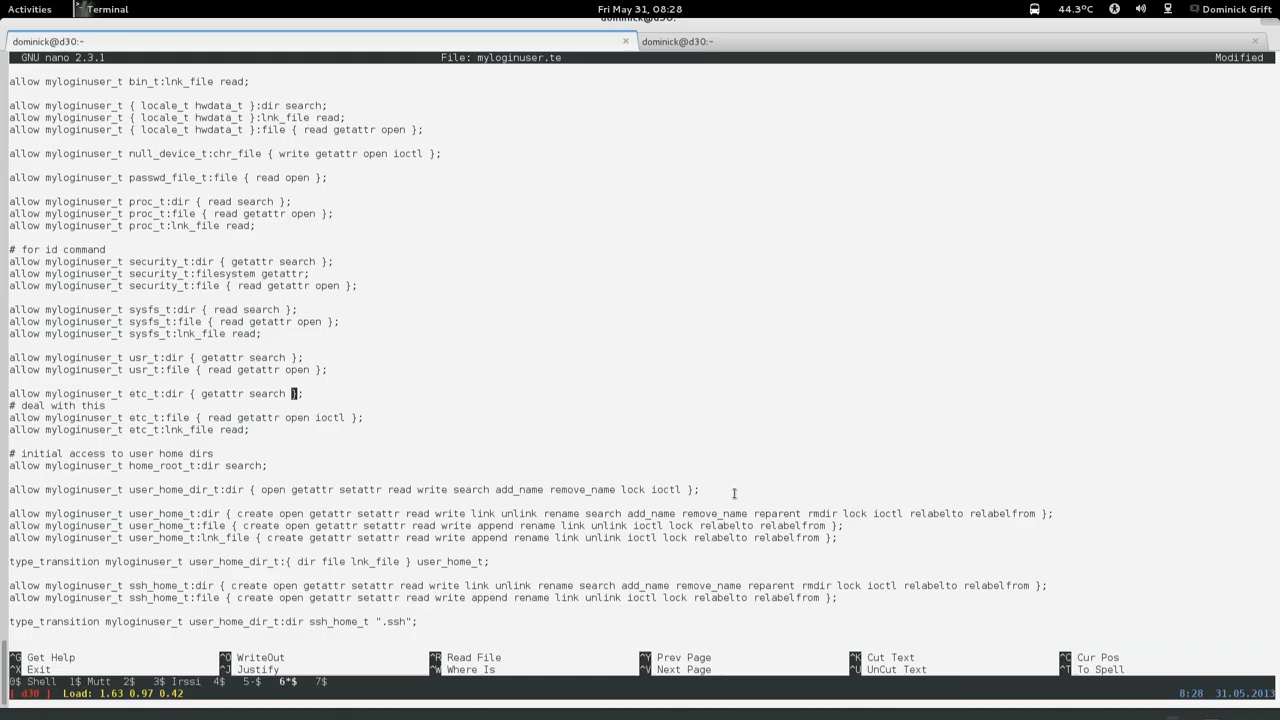 Activities Terminal Fri May 31, 08:28 44.3ºC Dominick Grift
dominick@d30:~
dominick@d30:~ × dominick@d30:~ ×
GNU nano 2.3.1 File: myloginuser.te Modified
allow myloginuser_t bin_t:lnk_file read;
allow myloginuser_t { locale_t hwdata_t }:dir search;
allow myloginuser_t { locale_t hwdata_t }:lnk_file read;
allow myloginuser_t { locale_t hwdata_t }:file { read getattr open };
allow myloginuser_t null_device_t:chr_file { write getattr open ioctl };
allow myloginuser_t passwd_file_t:file { read open };
allow myloginuser_t proc_t:dir { read search };
allow myloginuser_t proc_t:file { read getattr open };
allow myloginuser_t proc_t:lnk_file read;
# for id command
allow myloginuser_t security_t:dir { getattr search };
allow myloginuser_t security_t:filesystem getattr;
allow myloginuser_t security_t:file { read getattr open };
allow myloginuser_t sysfs_t:dir { read search };
allow myloginuser_t sysfs_t:file { read getattr open };
allow myloginuser_t sysfs_t:lnk_file read;
allow myloginuser_t usr_t:dir { getattr search };
allow myloginuser_t usr_t:file { read getattr open };
allow myloginuser_t etc_t:dir { getattr search };
# deal with this
allow myloginuser_t etc_t:file { read getattr open ioctl };
allow myloginuser_t etc_t:lnk_file read;
# initial access to user home dirs
allow myloginuser_t home_root_t:dir search;
allow myloginuser_t user_home_dir_t:dir { open getattr setattr read write search add_name remove_name lock ioctl };
allow myloginuser_t user_home_t:dir { create open getattr setattr read write link unlink rename search add_name remove_name reparent rmdir lock ioctl relabelto relabelfrom };
allow myloginuser_t user_home_t:file { create open getattr setattr read write append rename link unlink ioctl lock relabelto relabelfrom };
allow myloginuser_t user_home_t:lnk_file { create open getattr setattr read write append rename link unlink ioctl lock relabelto relabelfrom };
type_transition myloginuser_t user_home_dir_t:{ dir file lnk_file } user_home_t;
allow myloginuser_t ssh_home_t:dir { create open getattr setattr read write link unlink rename search add_name remove_name reparent rmdir lock ioctl relabelto relabelfrom };
allow myloginuser_t ssh_home_t:file { create open getattr setattr read write append rename link unlink ioctl lock relabelto relabelfrom };
type_transition myloginuser_t user_home_dir_t:dir ssh_home_t ".ssh";
^G Get Help ^O WriteOut ^R Read File ^Y Prev Page ^K Cut Text ^C Cur Pos
^X Exit ^J Justify ^W Where Is ^V Next Page ^U UnCut Text ^T To Spell
0$ Shell 1$ Mutt 2$ 3$ Irssi 4$ 5-$ 6*$ 7$
| d30 | Load: 1.63 0.97 0.42 8:28 31.05.2013